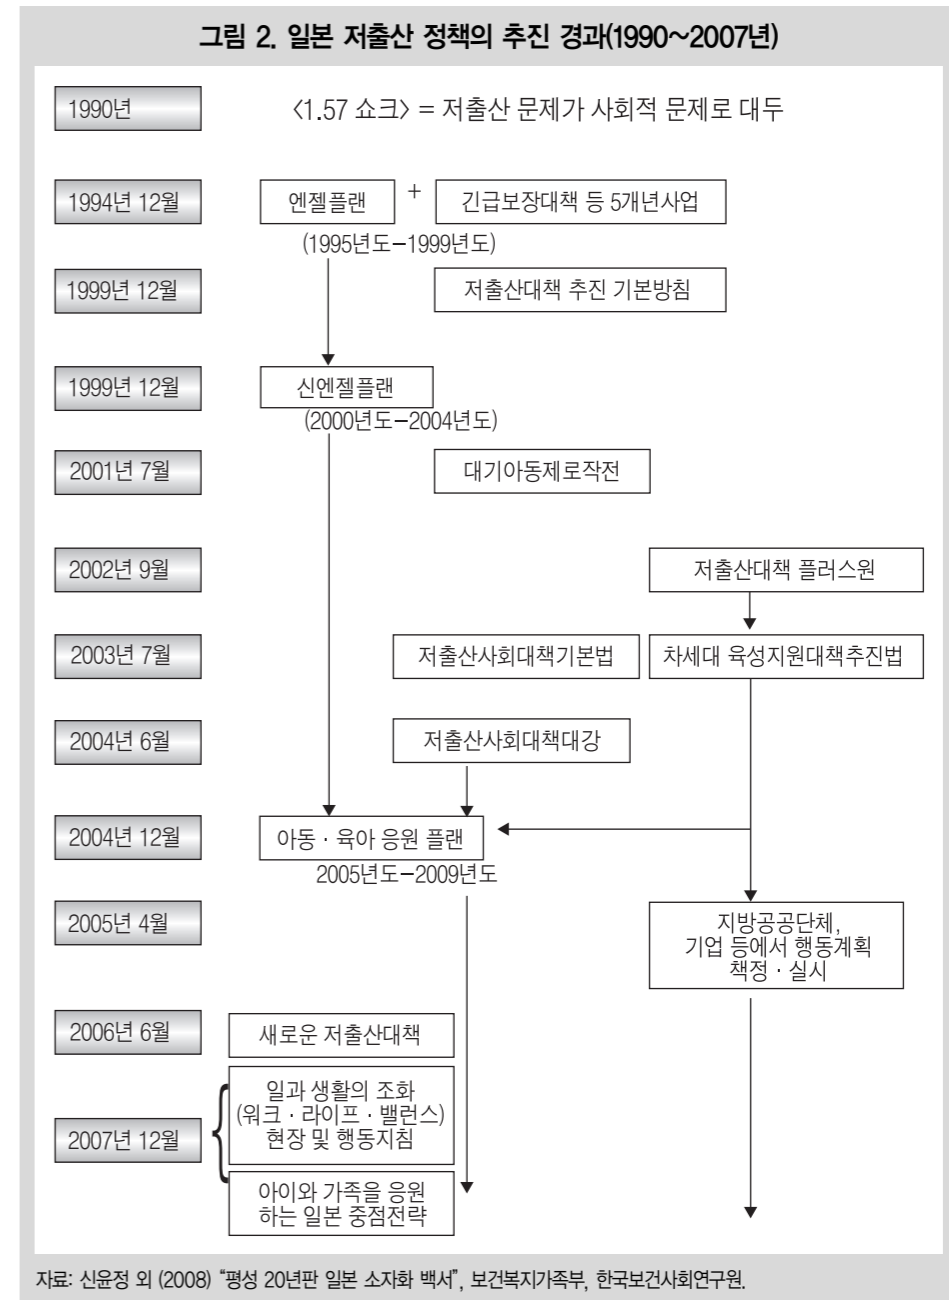 그림 2. 일본 저출산 정책의 추진 경과(1990~2007년)
1990년
<1.57 쇼크> = 저출산 문제가 사회적 문제로 대두
1994년 12월
엔젤플랜
+
긴급보장대책 등 5개년사업
(1995년도-1999년도)
1999년 12월
저출산대책 추진 기본방침
1999년 12월
신엔젤플랜
(2000년도-2004년도)
2001년 7월
대기아동제로작전
2002년 9월
저출산대책 플러스원
2003년 7월
저출산사회대책기본법
차세대 육성지원대책추진법
2004년 6월
저출산사회대책대강
2004년 12월
아동 · 육아 응원 플랜
2005년도-2009년도
2005년 4월
지방공공단체,
기업 등에서 행동계획
책정 · 실시
2006년 6월
새로운 저출산대책
2007년 12월
일과 생활의 조화
(워크 · 라이프 · 밸런스)
현장 및 행동지침
아이와 가족을 응원
하는 일본 중점전략
자료: 신윤정 외 (2008) “평성 20년판 일본 소자화 백서”, 보건복지가족부, 한국보건사회연구원.